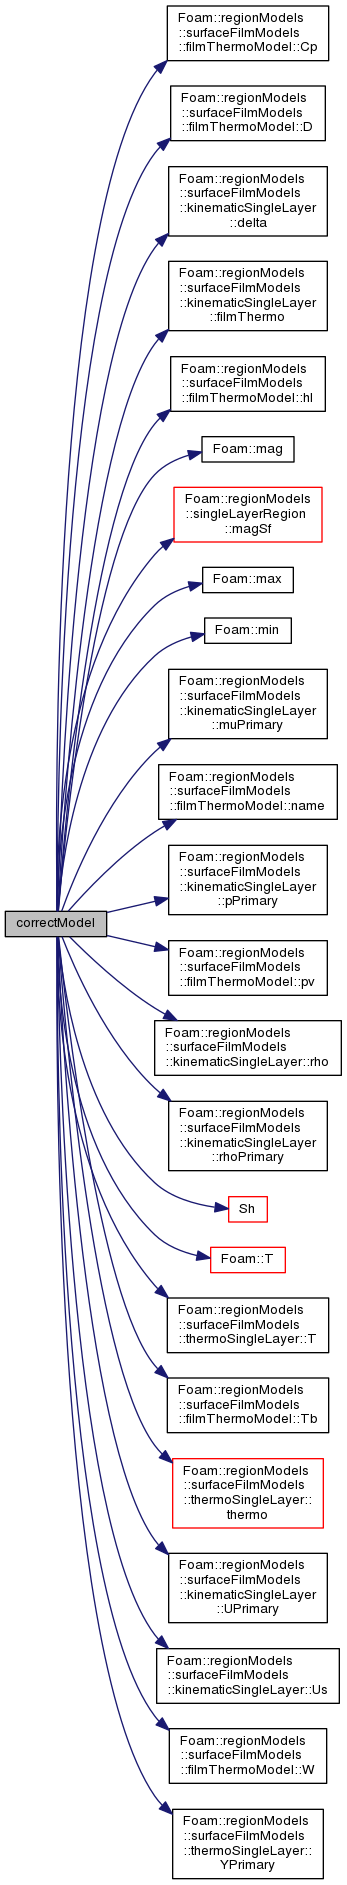 Foam::regionModels
::surfaceFilmModels
::filmThermoModel::Cp
Foam::regionModels
::surfaceFilmModels
::filmThermoModel::D
Foam::regionModels
::surfaceFilmModels
::kinematicSingleLayer
::delta
Foam::regionModels
::surfaceFilmModels
::kinematicSingleLayer
::filmThermo
Foam::regionModels
::surfaceFilmModels
::filmThermoModel::hl
Foam::mag
Foam::regionModels
::singleLayerRegion
::magSf
Foam::max
Foam::min
Foam::regionModels
::surfaceFilmModels
::kinematicSingleLayer
::muPrimary
Foam::regionModels
::surfaceFilmModels
::filmThermoModel::name
Foam::regionModels
::surfaceFilmModels
::kinematicSingleLayer
::pPrimary
correctModel
Foam::regionModels
::surfaceFilmModels
::filmThermoModel::pv
Foam::regionModels
::surfaceFilmModels
::kinematicSingleLayer::rho
Foam::regionModels
::surfaceFilmModels
::kinematicSingleLayer
::rhoPrimary
Sh
Foam::T
Foam::regionModels
::surfaceFilmModels
::thermoSingleLayer::T
Foam::regionModels
::surfaceFilmModels
::filmThermoModel::Tb
Foam::regionModels
::surfaceFilmModels
::thermoSingleLayer::
thermo
Foam::regionModels
::surfaceFilmModels
::kinematicSingleLayer
::UPrimary
Foam::regionModels
::surfaceFilmModels
::kinematicSingleLayer::Us
Foam::regionModels
::surfaceFilmModels
::filmThermoModel::W
Foam::regionModels
::surfaceFilmModels
::thermoSingleLayer::
YPrimary